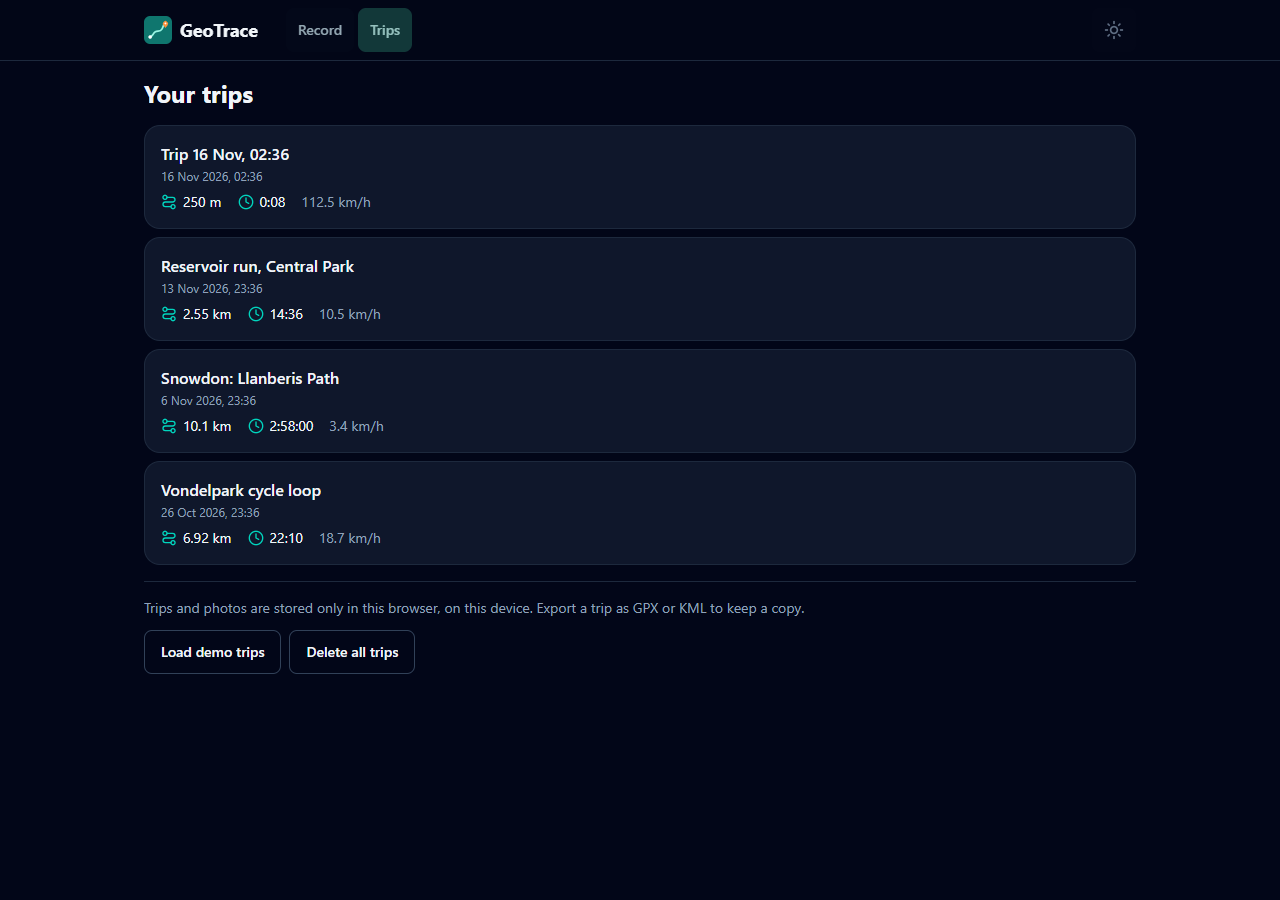 GeoTrace Record Trips
Your trips
Trip 16 Nov, 02:36
16 Nov 2026, 02:36
250 m 0:08 112.5 km/h
Reservoir run, Central Park
13 Nov 2026, 23:36
2.55 km 14:36 10.5 km/h
Snowdon: Llanberis Path
6 Nov 2026, 23:36
10.1 km 2:58:00 3.4 km/h
Vondelpark cycle loop
26 Oct 2026, 23:36
6.92 km 22:10 18.7 km/h
Trips and photos are stored only in this browser, on this device. Export a trip as GPX or KML to keep a copy.
Load demo trips Delete all trips